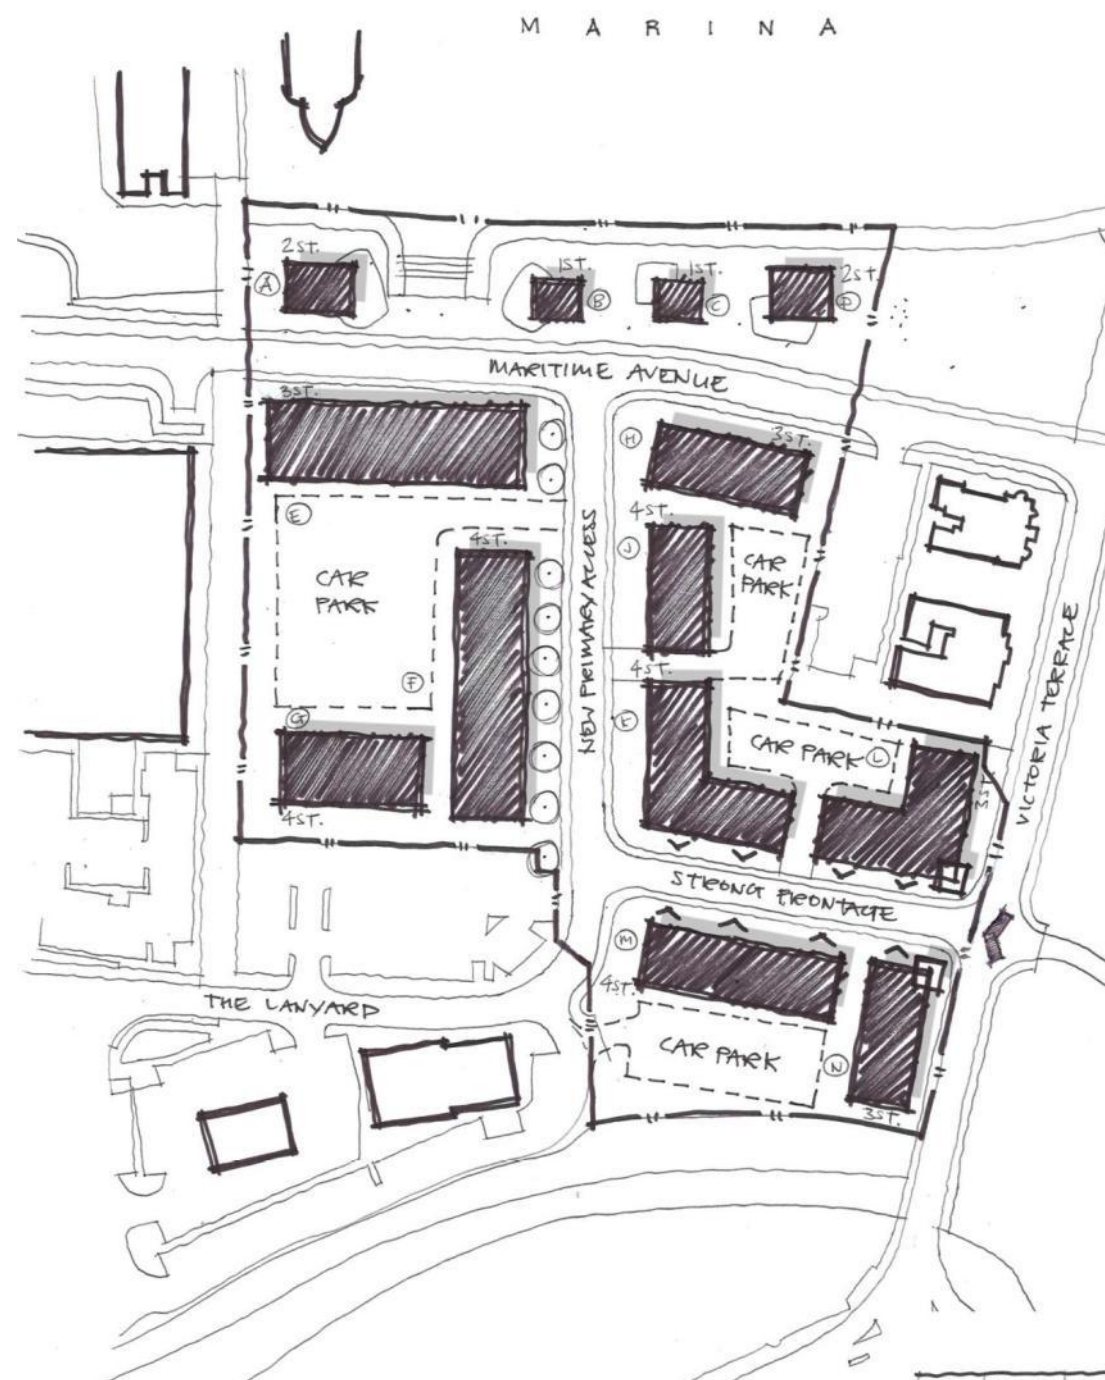 MARINA
2ST.
A
1ST.
B
1ST.
C
2ST.
D
MARITIME AVENUE
3ST.
E
H
3ST.
4ST.
J
CAR
PARK
4ST.
CAR
PARK
F
NEW PRIMARY ACCESS
4ST.
K
CAR PARK
L
3ST.
VICTORIA TERRACE
G
4ST.
STRONG FRONTAGE
M
4ST.
THE LANYARD
CAR PARK
N
3ST.